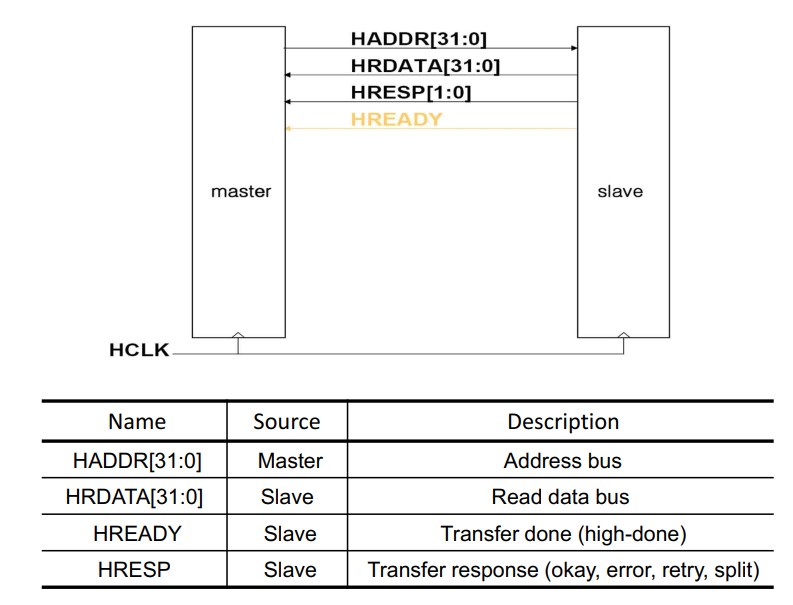 HADDR[31:0]
HRDATA[31:0]
HRESP[1:0]
HREADY
master
slave
HCLK
Name Source Description
HADDR[31:0] Master Address bus
HRDATA[31:0] Slave Read data bus
HREADY Slave Transfer done (high-done)
HRESP Slave Transfer response (okay, error, retry, split)